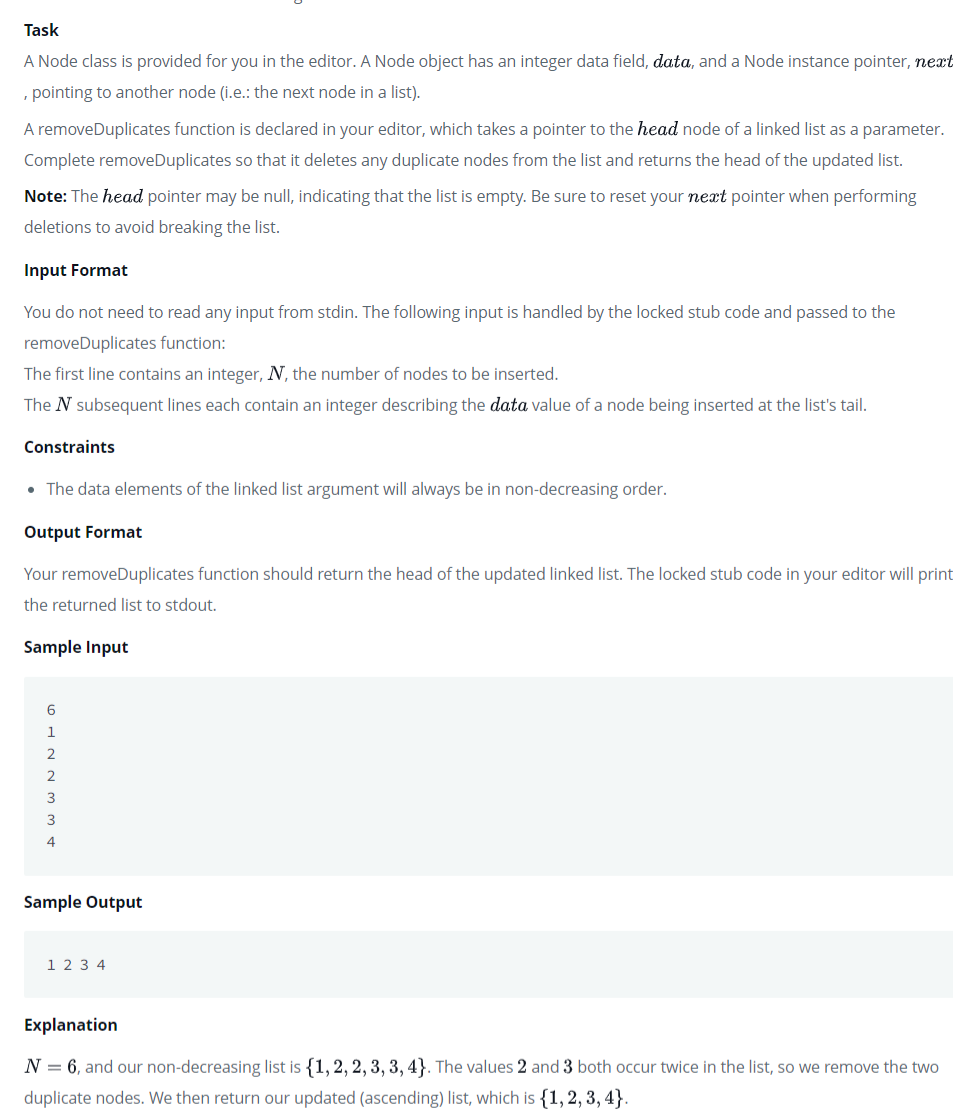 Task
A Node class is provided for you in the editor. A Node object has an integer data field, data, and a Node instance pointer, next
, pointing to another node (i.e.: the next node in a list).
A removeDuplicates function is declared in your editor, which takes a pointer to the head node of a linked list as a parameter.
Complete removeDuplicates so that it deletes any duplicate nodes from the list and returns the head of the updated list.
Note: The head pointer may be null, indicating that the list is empty. Be sure to reset your next pointer when performing
deletions to avoid breaking the list.
Input Format
You do not need to read any input from stdin. The following input is handled by the locked stub code and passed to the
removeDuplicates function:
The first line contains an integer, N, the number of nodes to be inserted.
The N subsequent lines each contain an integer describing the data value of a node being inserted at the list's tail.
Constraints
• The data elements of the linked list argument will always be in non-decreasing order.
Output Format
Your removeDuplicates function should return the head of the updated linked list. The locked stub code in your editor will print
the returned list to stdout.
Sample Input
6
1
2
2
3
3
4
Sample Output
1 2 3 4
Explanation
N = 6, and our non-decreasing list is {1, 2, 2, 3, 3, 4}. The values 2 and 3 both occur twice in the list, so we remove the two
duplicate nodes. We then return our updated (ascending) list, which is {1, 2, 3, 4}.